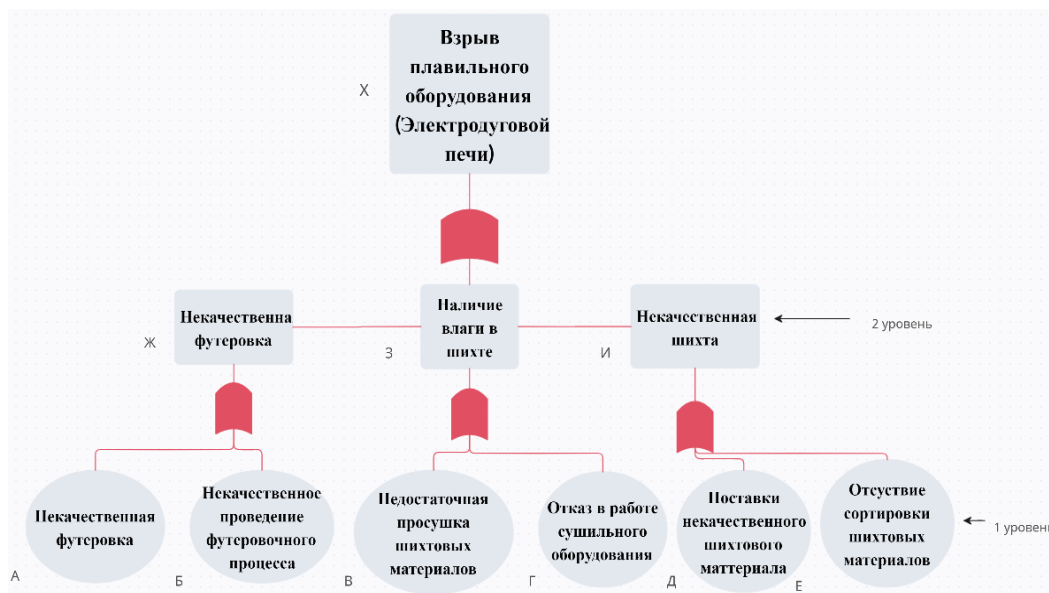 Взрыв
плавильного
оборудования
(Электродуговой
печи)
Х
Некачественна
футеровка
Ж
Наличие
влаги в
шихте
З
Некачественная
шихта
И
2 уровень
Некачественная
футеровка
А
Некачественное
проведение
футеровочного
процесса
Б
Недостаточная
просушка
шихтовых
материалов
В
Отказ в работе
сушильного
оборудования
Г
Поставки
некачественного
шихтового
маттериала
Д
Отсуствие
сортировки
шихтовых
материалов
Е
1 уровень